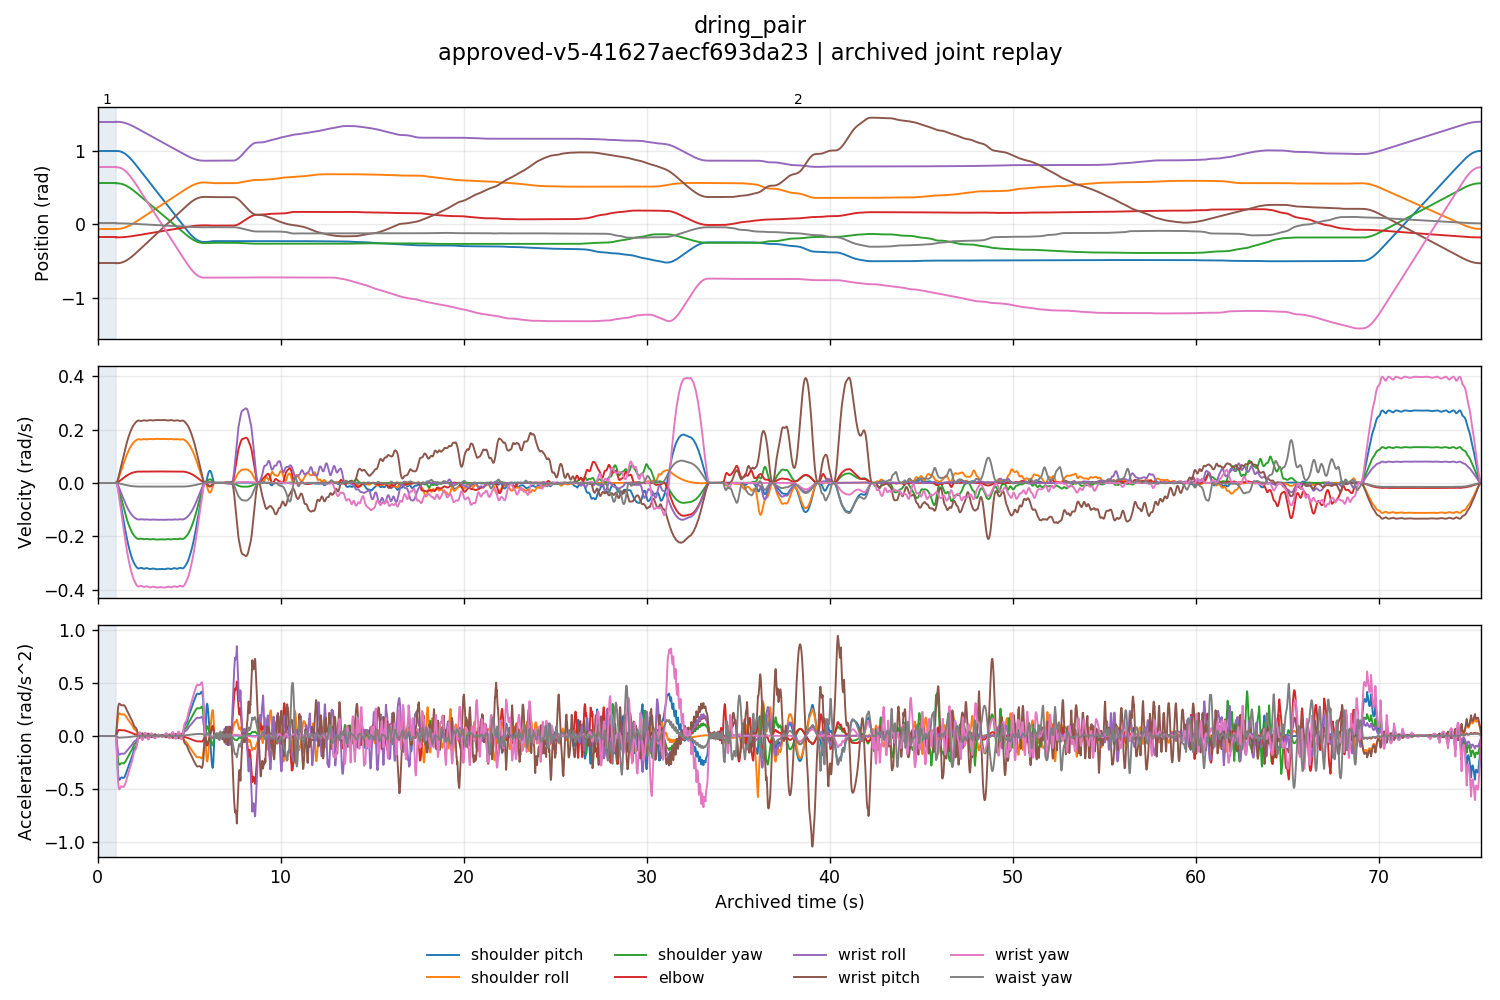 dring_pair
approved-v5-41627aecf693da23 | archived joint replay
1 2
Position (rad)
1
0
−1
Velocity (rad/s)
0.4
0.2
0.0
−0.2
−0.4
Acceleration (rad/s^2)
1.0
0.5
0.0
−0.5
−1.0
0 10 20 30 40 50 60 70
Archived time (s)
shoulder pitch shoulder yaw wrist roll wrist yaw
shoulder roll elbow wrist pitch waist yaw